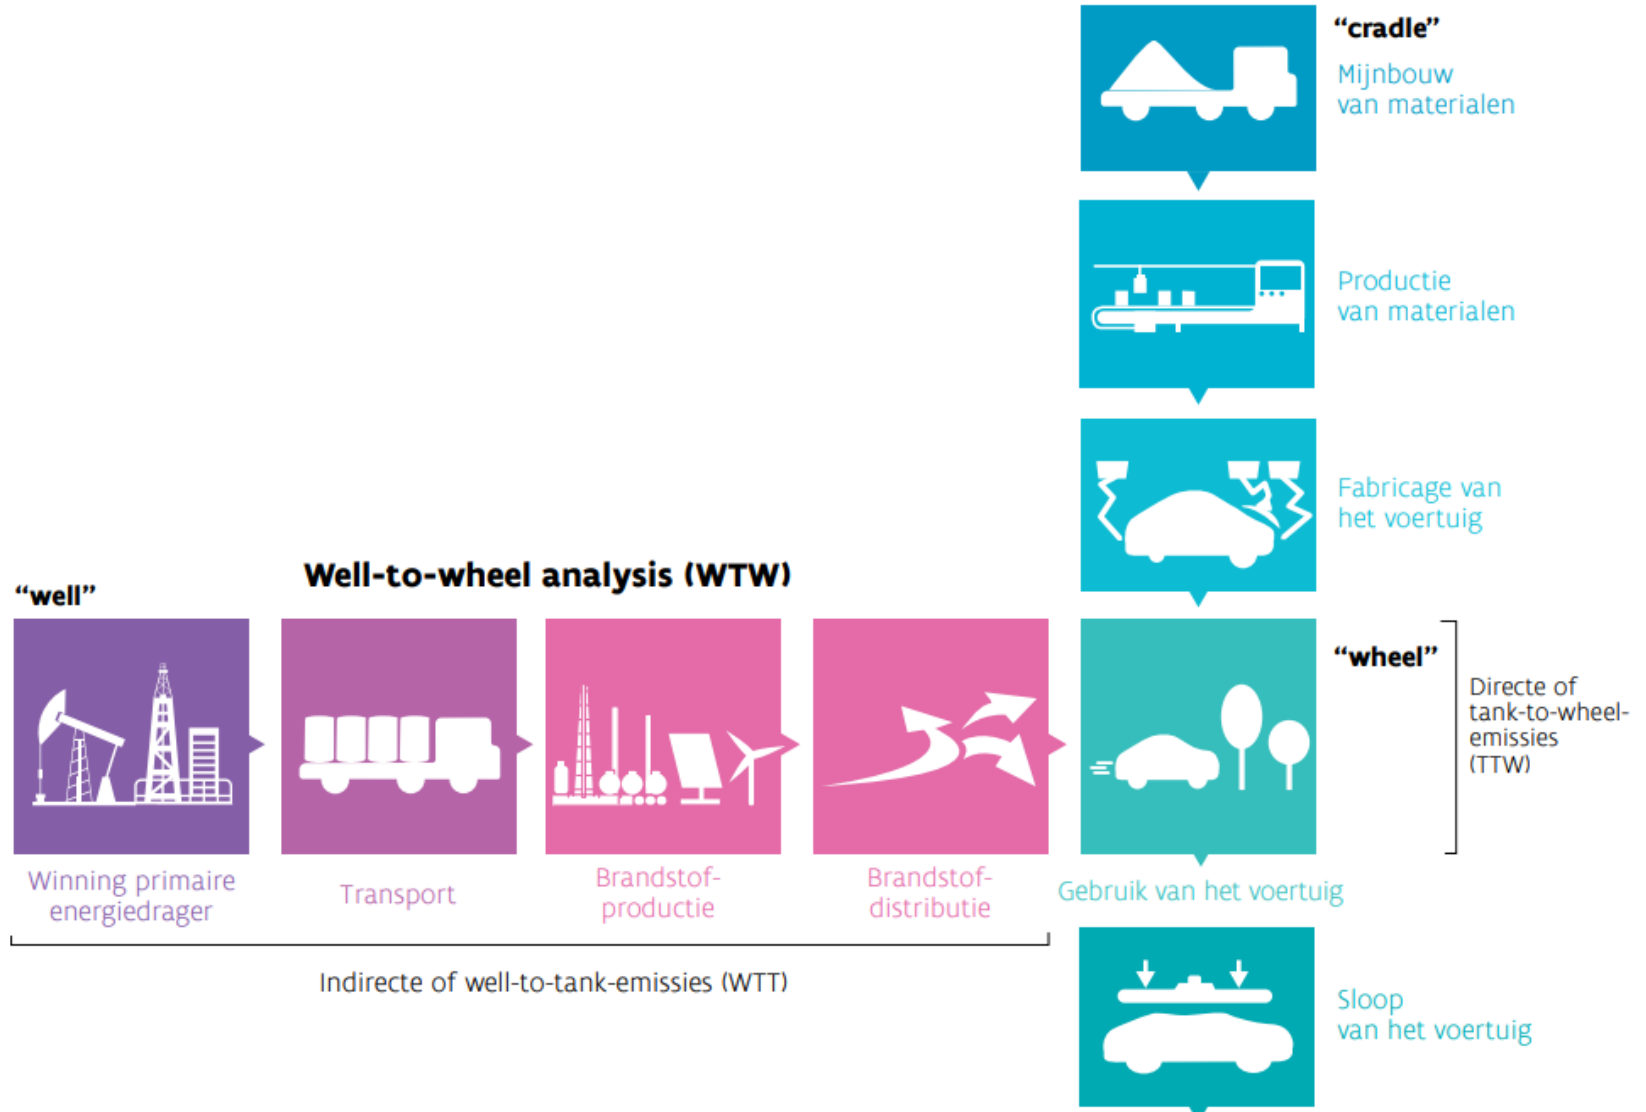 “cradle”
Mijnbouw
van materialen
Productie
van materialen
Fabricage van
het voertuig
Well-to-wheel analysis (WTW)
“well”
“wheel”
Directe of
tank-to-wheel-
emissies
(TTW)
Winning primaire
energiedrager
Transport
Brandstof-
productie
Brandstof-
distributie
Gebruik van het voertuig
Indirecte of well-to-tank-emissies (WTT)
Sloop
van het voertuig